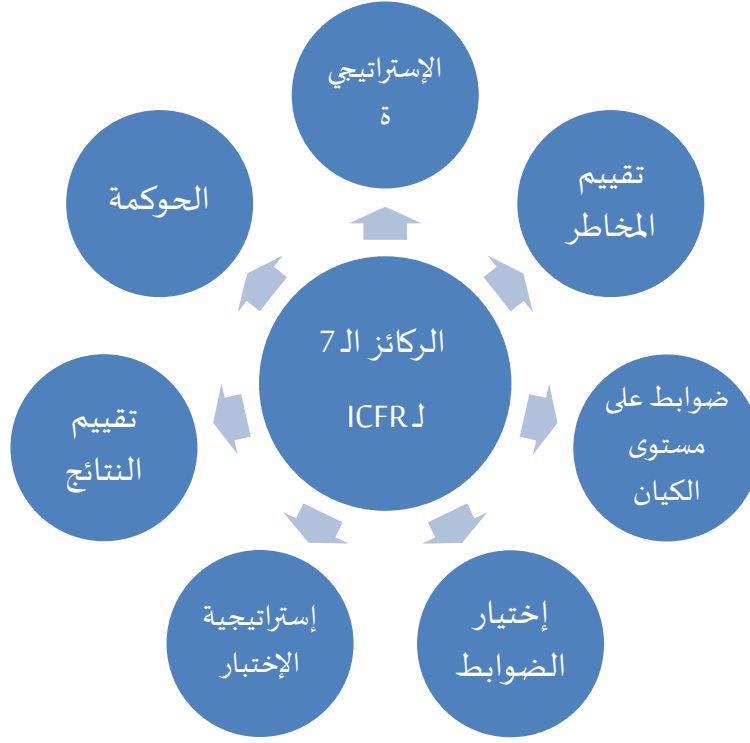 الإستراتيجي
ة
تقييم
المخاطر
ضوابط على
مستوى
الكيان
إختيار
الضوابط
إستراتيجية
الإختبار
تقييم
النتائج
الحوكمة
الركائز الـ 7
لـ ICFR